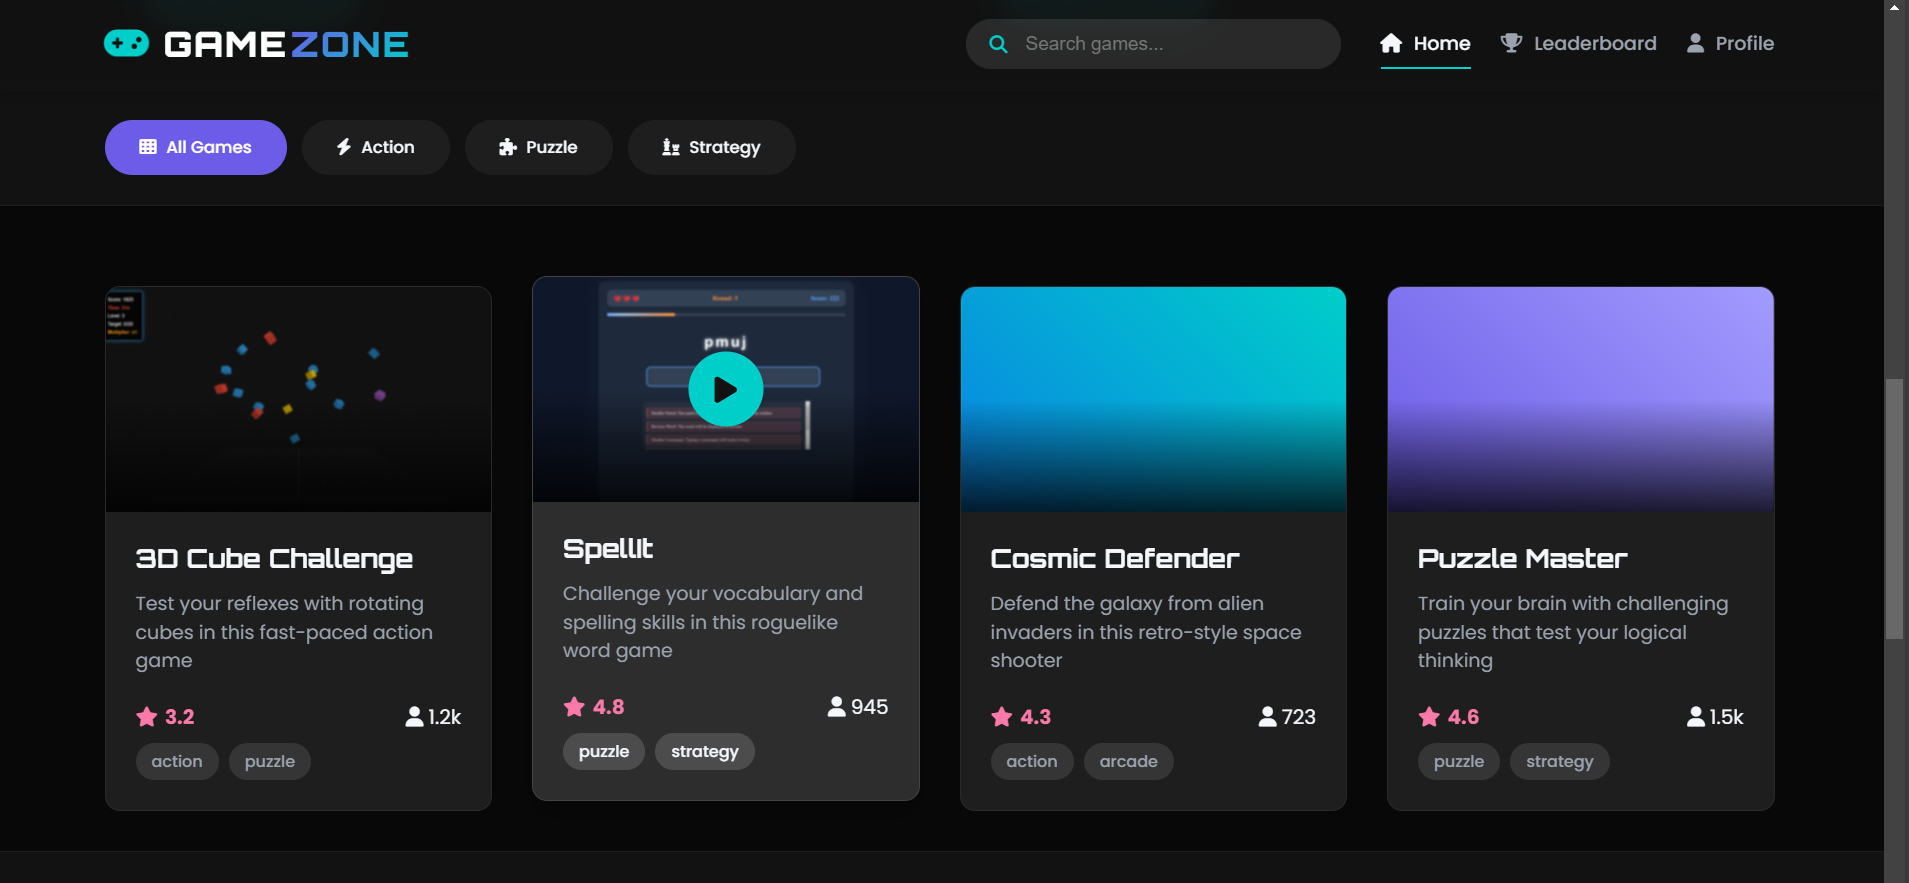 GAMEZONE
Search games...
Home
Leaderboard
Profile
All Games
Action
Puzzle
Strategy
pmuj
3D Cube Challenge
Test your reflexes with rotating
cubes in this fast-paced action
game
3.2
1.2k
action
puzzle
SpellIt
Challenge your vocabulary and
spelling skills in this roguelike
word game
4.8
945
puzzle
strategy
Cosmic Defender
Defend the galaxy from alien
invaders in this retro-style space
shooter
4.3
723
action
arcade
Puzzle Master
Train your brain with challenging
puzzles that test your logical
thinking
4.6
1.5k
puzzle
strategy